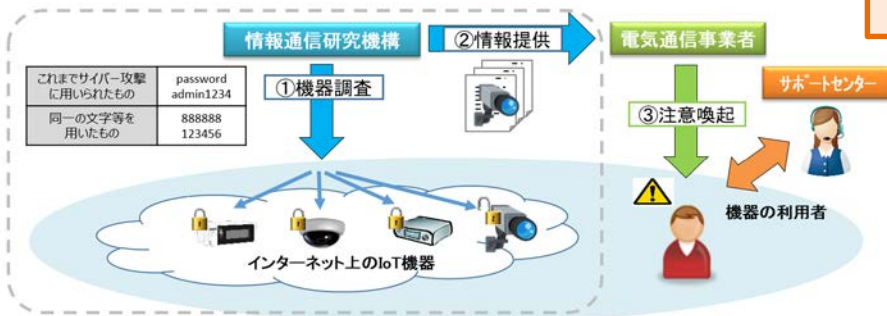 情報通信研究機構
②情報提供
電気通信事業者
これまでサイバー攻撃
に用いられたもの
password
admin1234
同一の文字等を
用いたもの
888888
123456
①機器調査
③注意喚起
サポートセンター
機器の利用者
インターネット上のIoT機器